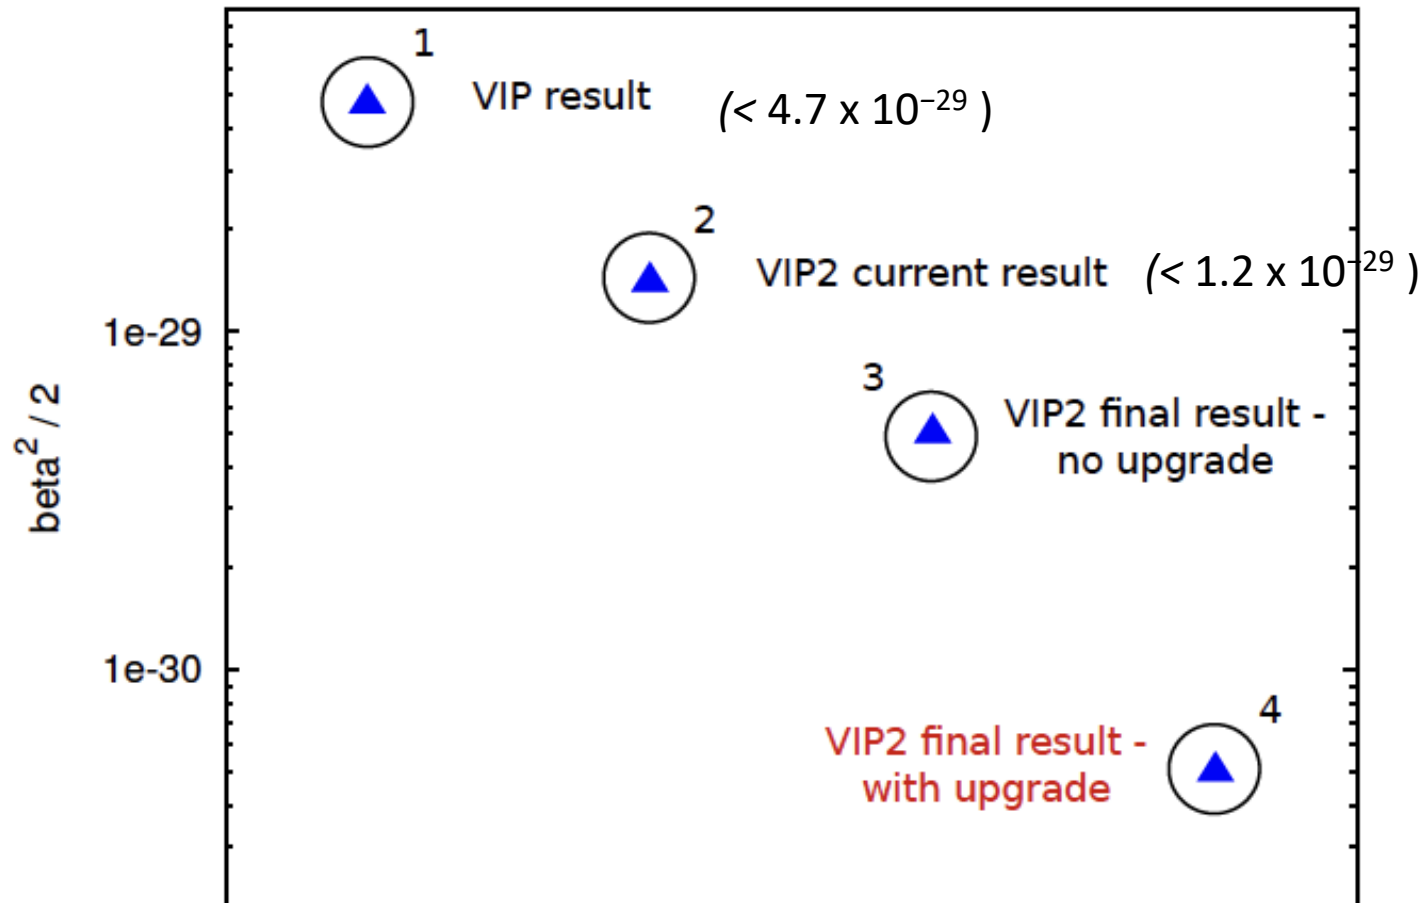 1
VIP result (< 4.7 x 10⁻²⁹ )
2
VIP2 current result (< 1.2 x 10⁻²⁹ )
1e-29
3
VIP2 final result -
no upgrade
beta² / 2
1e-30
4
VIP2 final result -
with upgrade